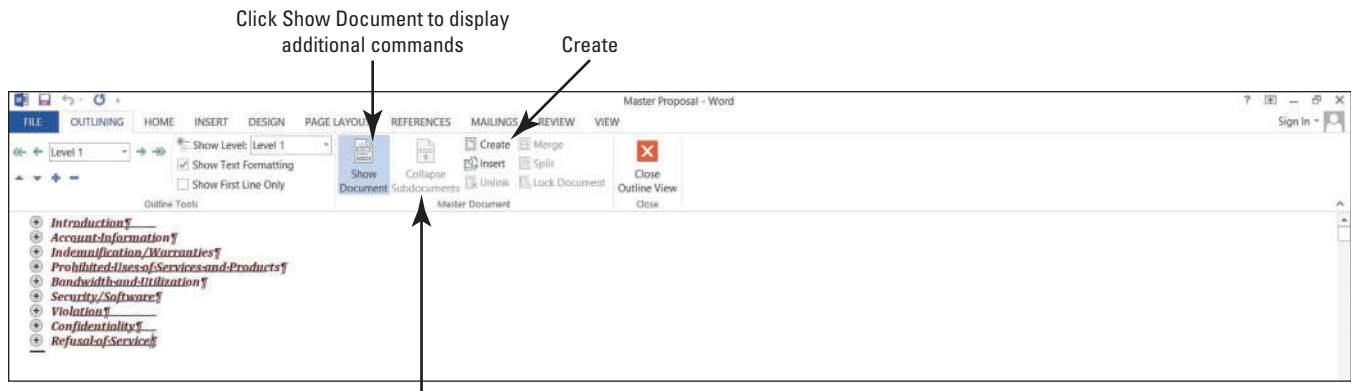 Click Show Document to display
additional commands
Create
Master Proposal - Word
FILE OUTLINING HOME INSERT DESIGN PAGE LAYOUT REFERENCES MAILINGS REVIEW VIEW
Sign In
Level 1
Show Level: Level 1
Show Text Formatting
Show First Line Only
Outline Tools
Show
Document
Collapse
Subdocuments
Create
Insert
Unlink
Merge
Split
Lock Document
Master Document
Close
Outline View
Close
Introduction¶
Account·Information¶
Indemnification/Warranties¶
Prohibited·Uses·of·Services·and·Products¶
Bandwidth·and·Utilization¶
Security/Software¶
Violation¶
Confidentiality¶
Refusal·of·Service¶